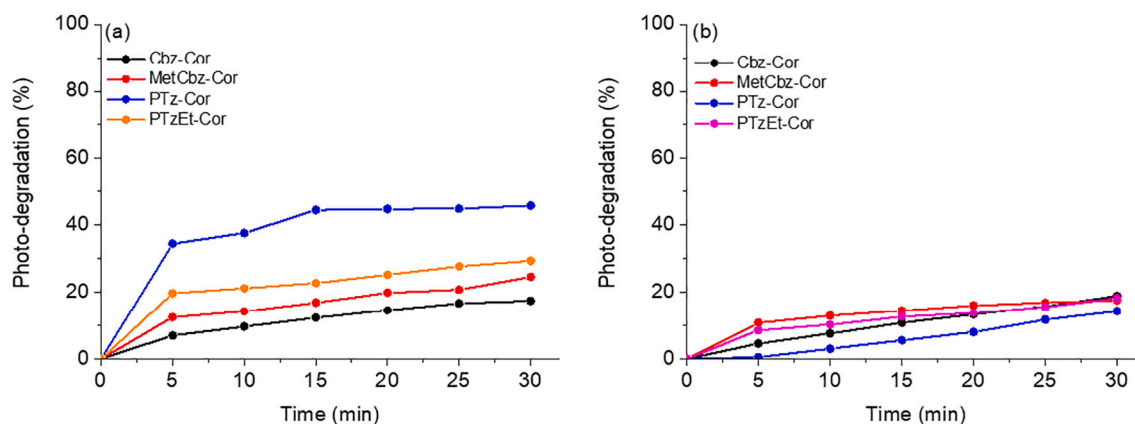 (a)
Cbz-Cor
MetCbz-Cor
PTz-Cor
PTzEt-Cor
Photo-degradation (%)
100
80
60
40
20
0
0 5 10 15 20 25 30
Time (min)
(b)
Cbz-Cor
MetCbz-Cor
PTz-Cor
PTzEt-Cor
Photo-degradation (%)
100
80
60
40
20
0
0 5 10 15 20 25 30
Time (min)